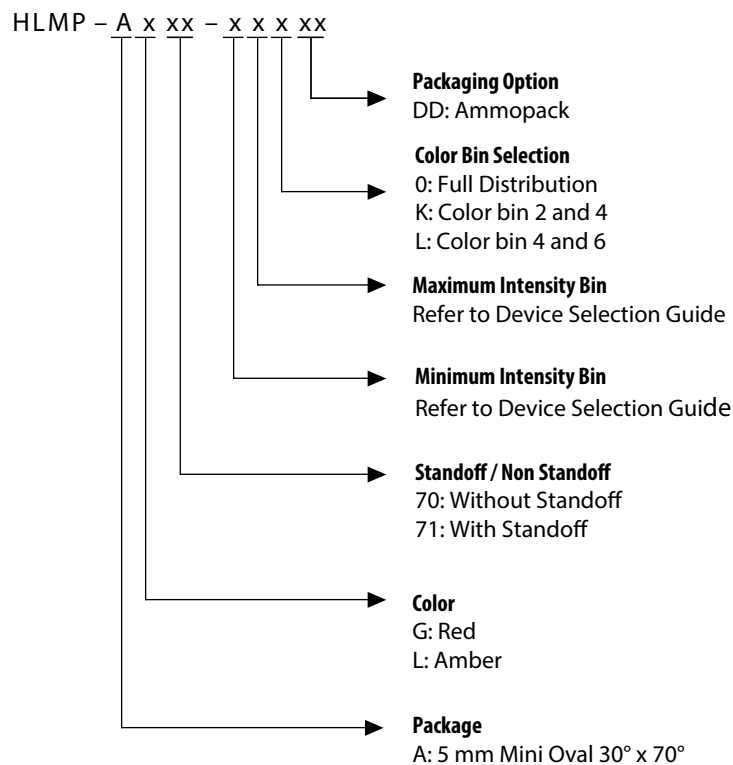 HLMP – A x xx – x x x xx
Packaging Option
DD: Ammopack
Color Bin Selection
0: Full Distribution
K: Color bin 2 and 4
L: Color bin 4 and 6
Maximum Intensity Bin
Refer to Device Selection Guide
Minimum Intensity Bin
Refer to Device Selection Guide
Standoff / Non Standoff
70: Without Standoff
71: With Standoff
Color
G: Red
L: Amber
Package
A: 5 mm Mini Oval 30° x 70°